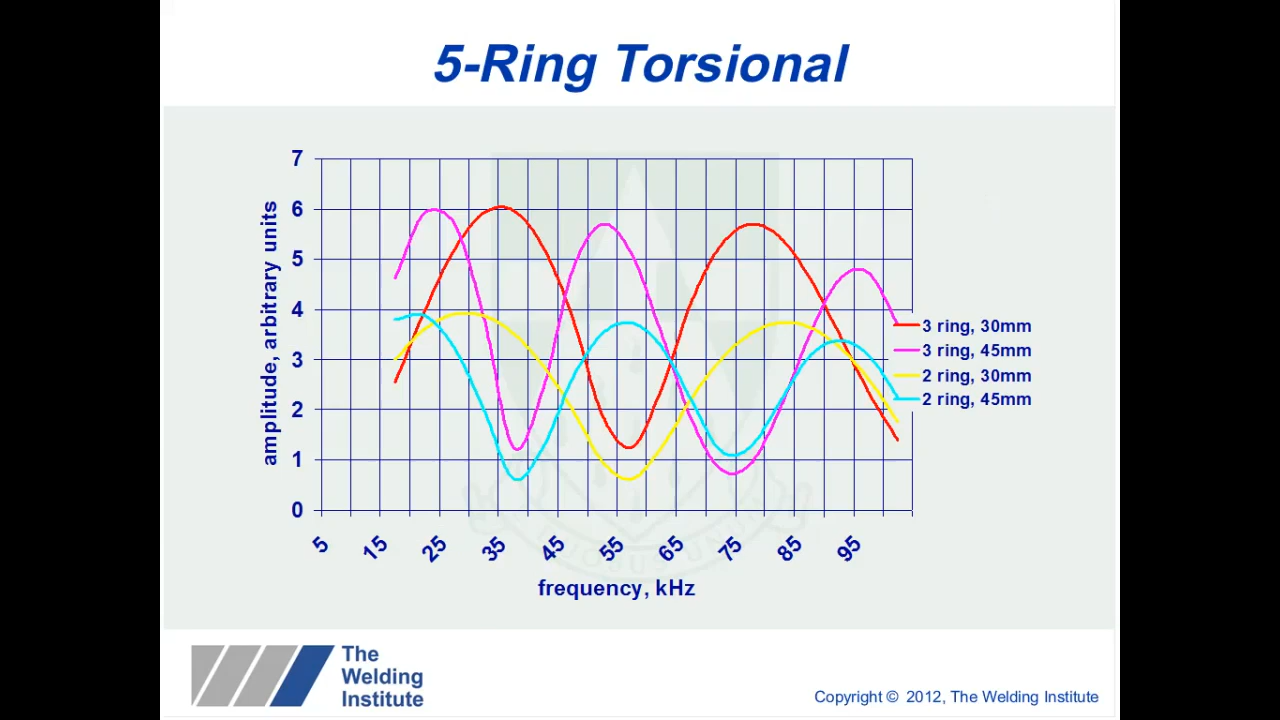 5-Ring Torsional
7
6
5
4
3
2
1
0
amplitude, arbitrary units
5 15 25 35 45 55 65 75 85 95
frequency, kHz
3 ring, 30mm
3 ring, 45mm
2 ring, 30mm
2 ring, 45mm
The
Welding
Institute
Copyright © 2012, The Welding Institute